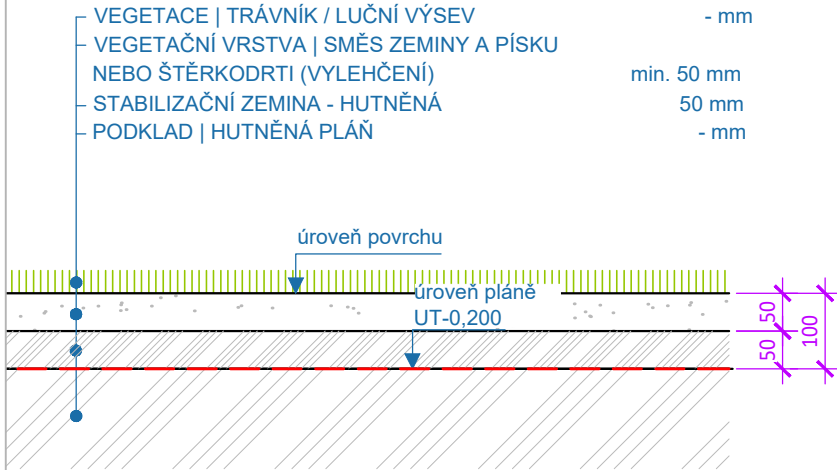 VEGETACE | TRÁVNÍK / LUČNÍ VÝSEV - mm
VEGETAČNÍ VRSTVA | SMĚS ZEMINY A PÍSKU
NEBO ŠTĚRKODRTI (VYLEHČENÍ) min. 50 mm
STABILIZAČNÍ ZEMINA - HUTNĚNÁ 50 mm
PODKLAD | HUTNĚNÁ PLÁŇ - mm
úroveň povrchu
úroveň pláně
UT-0,200
50
50
100